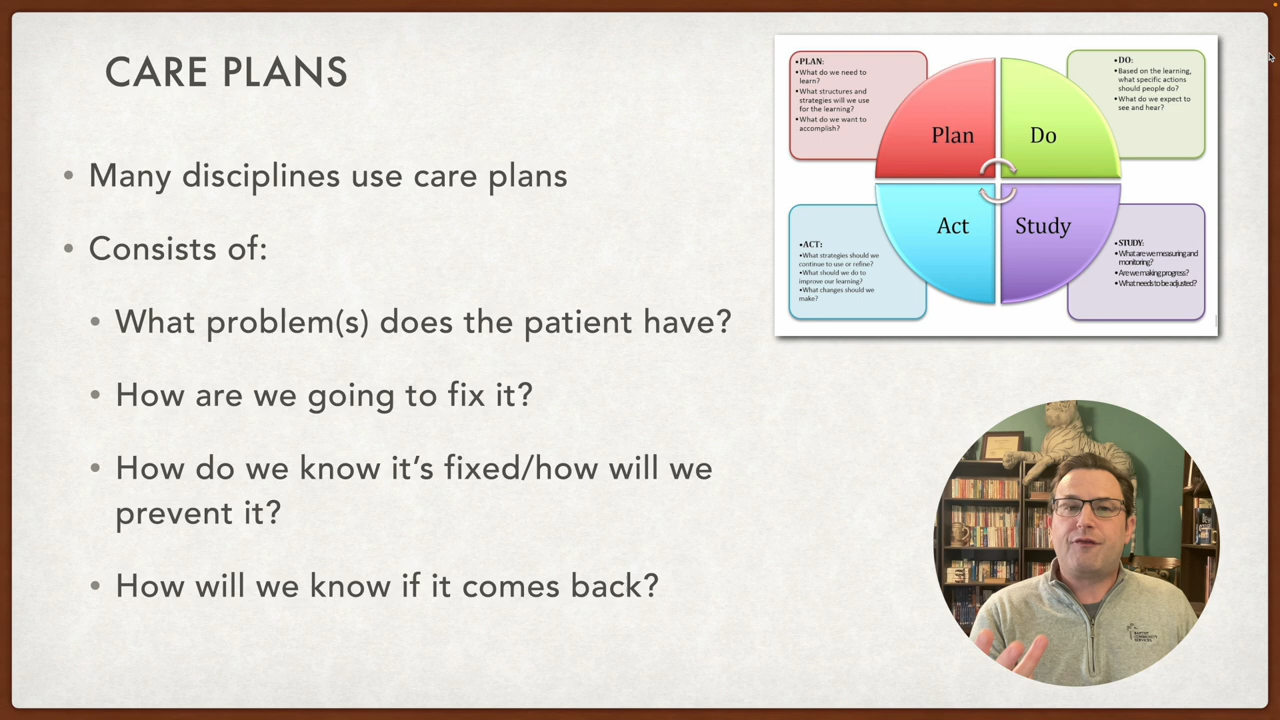 CARE PLANS
• Many disciplines use care plans
• Consists of:
• What problem(s) does the patient have?
• How are we going to fix it?
• How do we know it’s fixed/how will we
prevent it?
• How will we know if it comes back?
•PLAN:
•What do we need to
learn?
•What structures and
strategies will we use
for the learning?
•What do we want to
accomplish?
Plan
Do
•DO:
•Based on the learning,
what specific actions
should people do?
•What do we expect to
see and hear?
•ACT:
•What strategies should we
continue to use or refine?
•What should we do to
improve our learning?
•What changes should we
make?
Act
Study
•STUDY:
•What are we measuring and
monitoring?
•Are we making progress?
•What needs to be adjusted?
BAPTIST
COMMUNITY
SERVICES